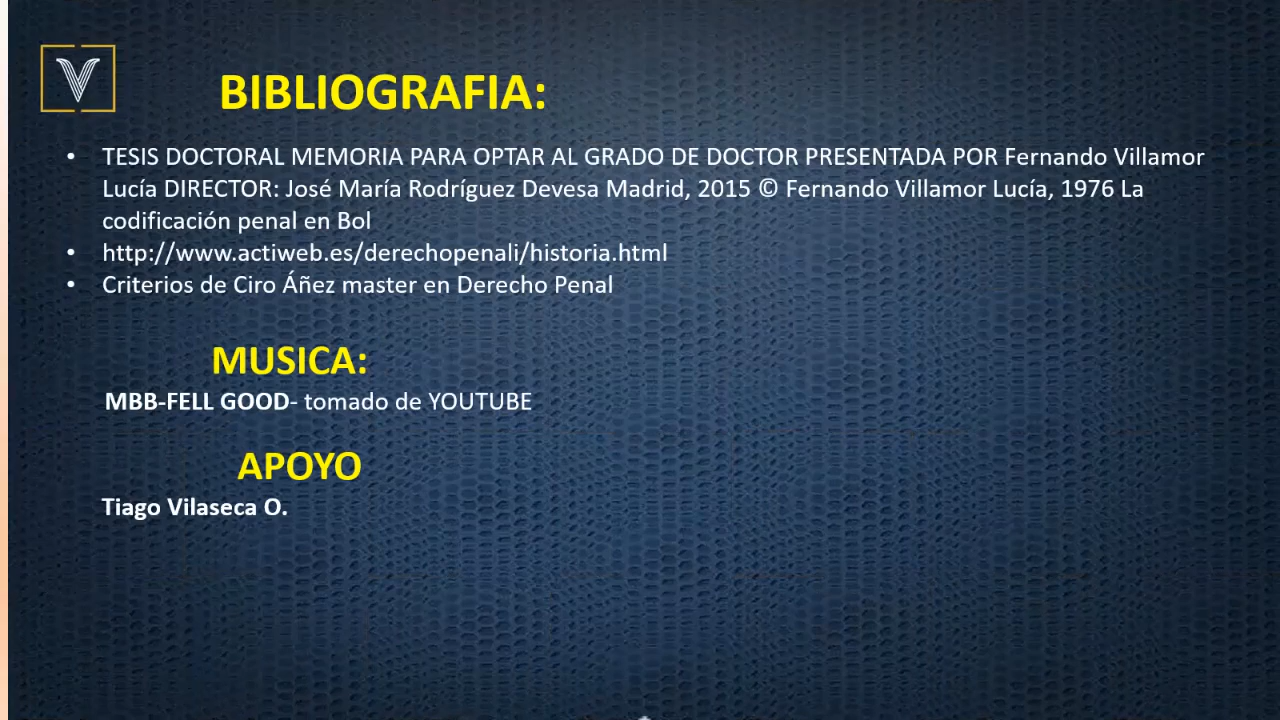 V
BIBLIOGRAFIA:
• TESIS DOCTORAL MEMORIA PARA OPTAR AL GRADO DE DOCTOR PRESENTADA POR Fernando Villamor
Lucía DIRECTOR: José María Rodríguez Devesa Madrid, 2015 © Fernando Villamor Lucía, 1976 La
codificación penal en Bol
• http://www.actiweb.es/derechopenali/historia.html
• Criterios de Ciro Áñez master en Derecho Penal
MUSICA:
MBB-FELL GOOD- tomado de YOUTUBE
APOYO
Tiago Vilaseca O.